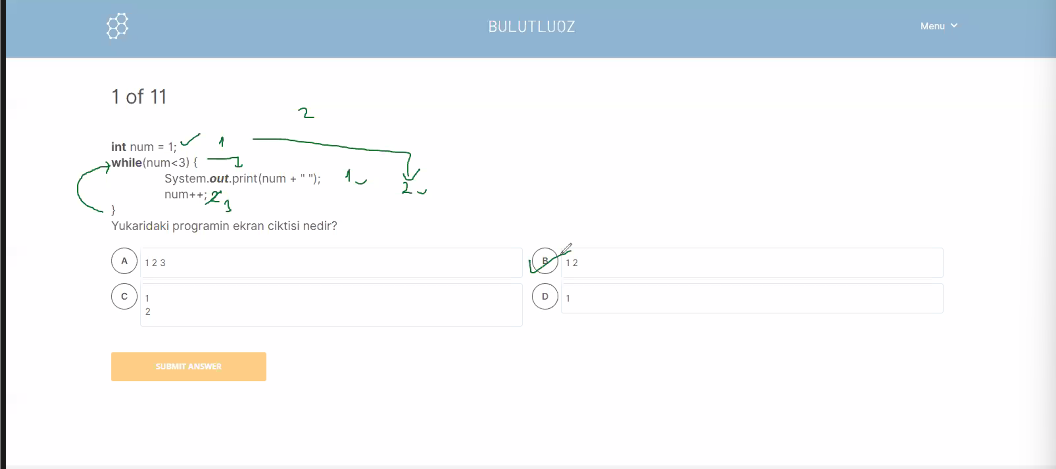 BULUTLUOZ
Menu
1 of 11
2
int num = 1; 1
while(num<3) { 1
System.out.print(num + " "); 1 2
num++; 2 3
}
Yukaridaki programin ekran ciktisi nedir?
A 1 2 3
B 1 2
C 1
2
D 1
SUBMIT ANSWER